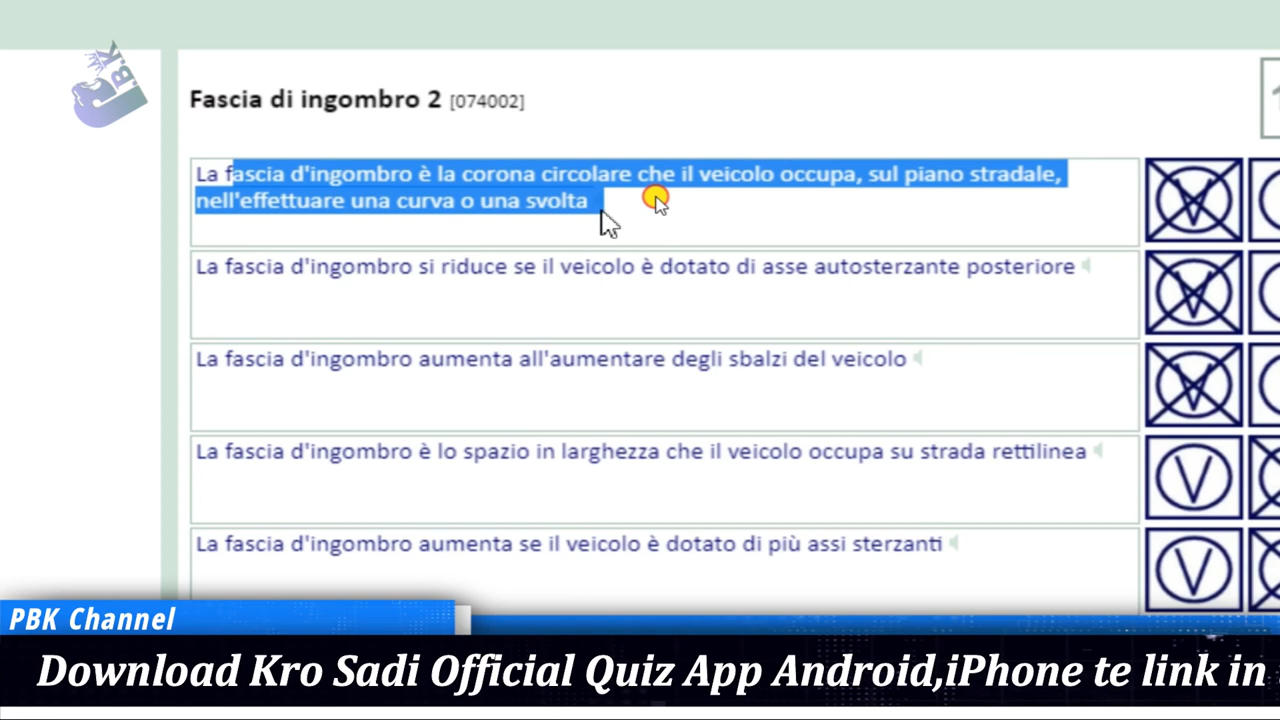 P.B.K
Fascia di ingombro 2 [074002]
La fascia d'ingombro è la corona circolare che il veicolo occupa, sul piano stradale,
nell'effettuare una curva o una svolta
V
La fascia d'ingombro si riduce se il veicolo è dotato di asse autosterzante posteriore
V
La fascia d'ingombro aumenta all'aumentare degli sbalzi del veicolo
V
La fascia d'ingombro è lo spazio in larghezza che il veicolo occupa su strada rettilinea
V
La fascia d'ingombro aumenta se il veicolo è dotato di più assi sterzanti
V
PBK Channel
Download Kro Sadi Official Quiz App Android,iPhone te link in